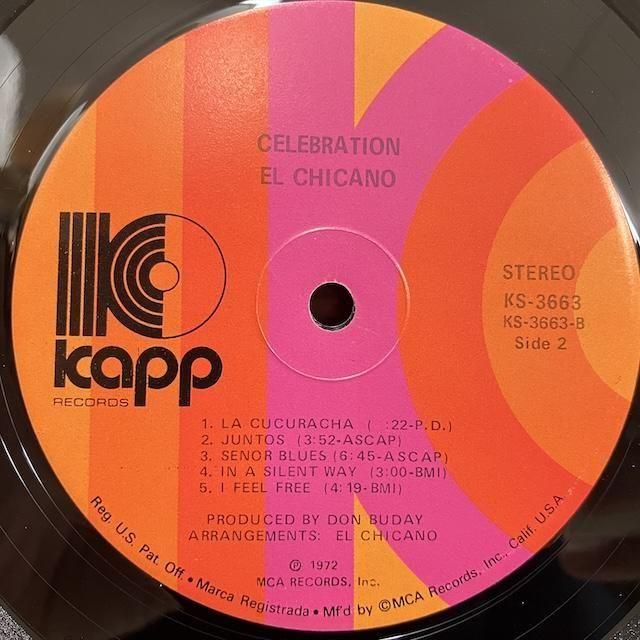 CELEBRATION
EL CHICANO
kapp
RECORDS
STEREO
KS-3663
KS-3663-B
Side 2
1. LA CUCURACHA ( :22-P.D.)
2. JUNTOS (3:52-ASCAP)
3. SENOR BLUES (6:45-ASCAP)
4. IN A SILENT WAY (3:00-BMI)
5. I FEEL FREE (4:19-BMI)
PRODUCED BY DON BUDAY
ARRANGEMENTS: EL CHICANO
℗ 1972
MCA RECORDS, Inc.
Reg. U.S. Pat. Off. • Marca Registrada • Mf'd by ©MCA Records, Inc., Calif. U.S.A.